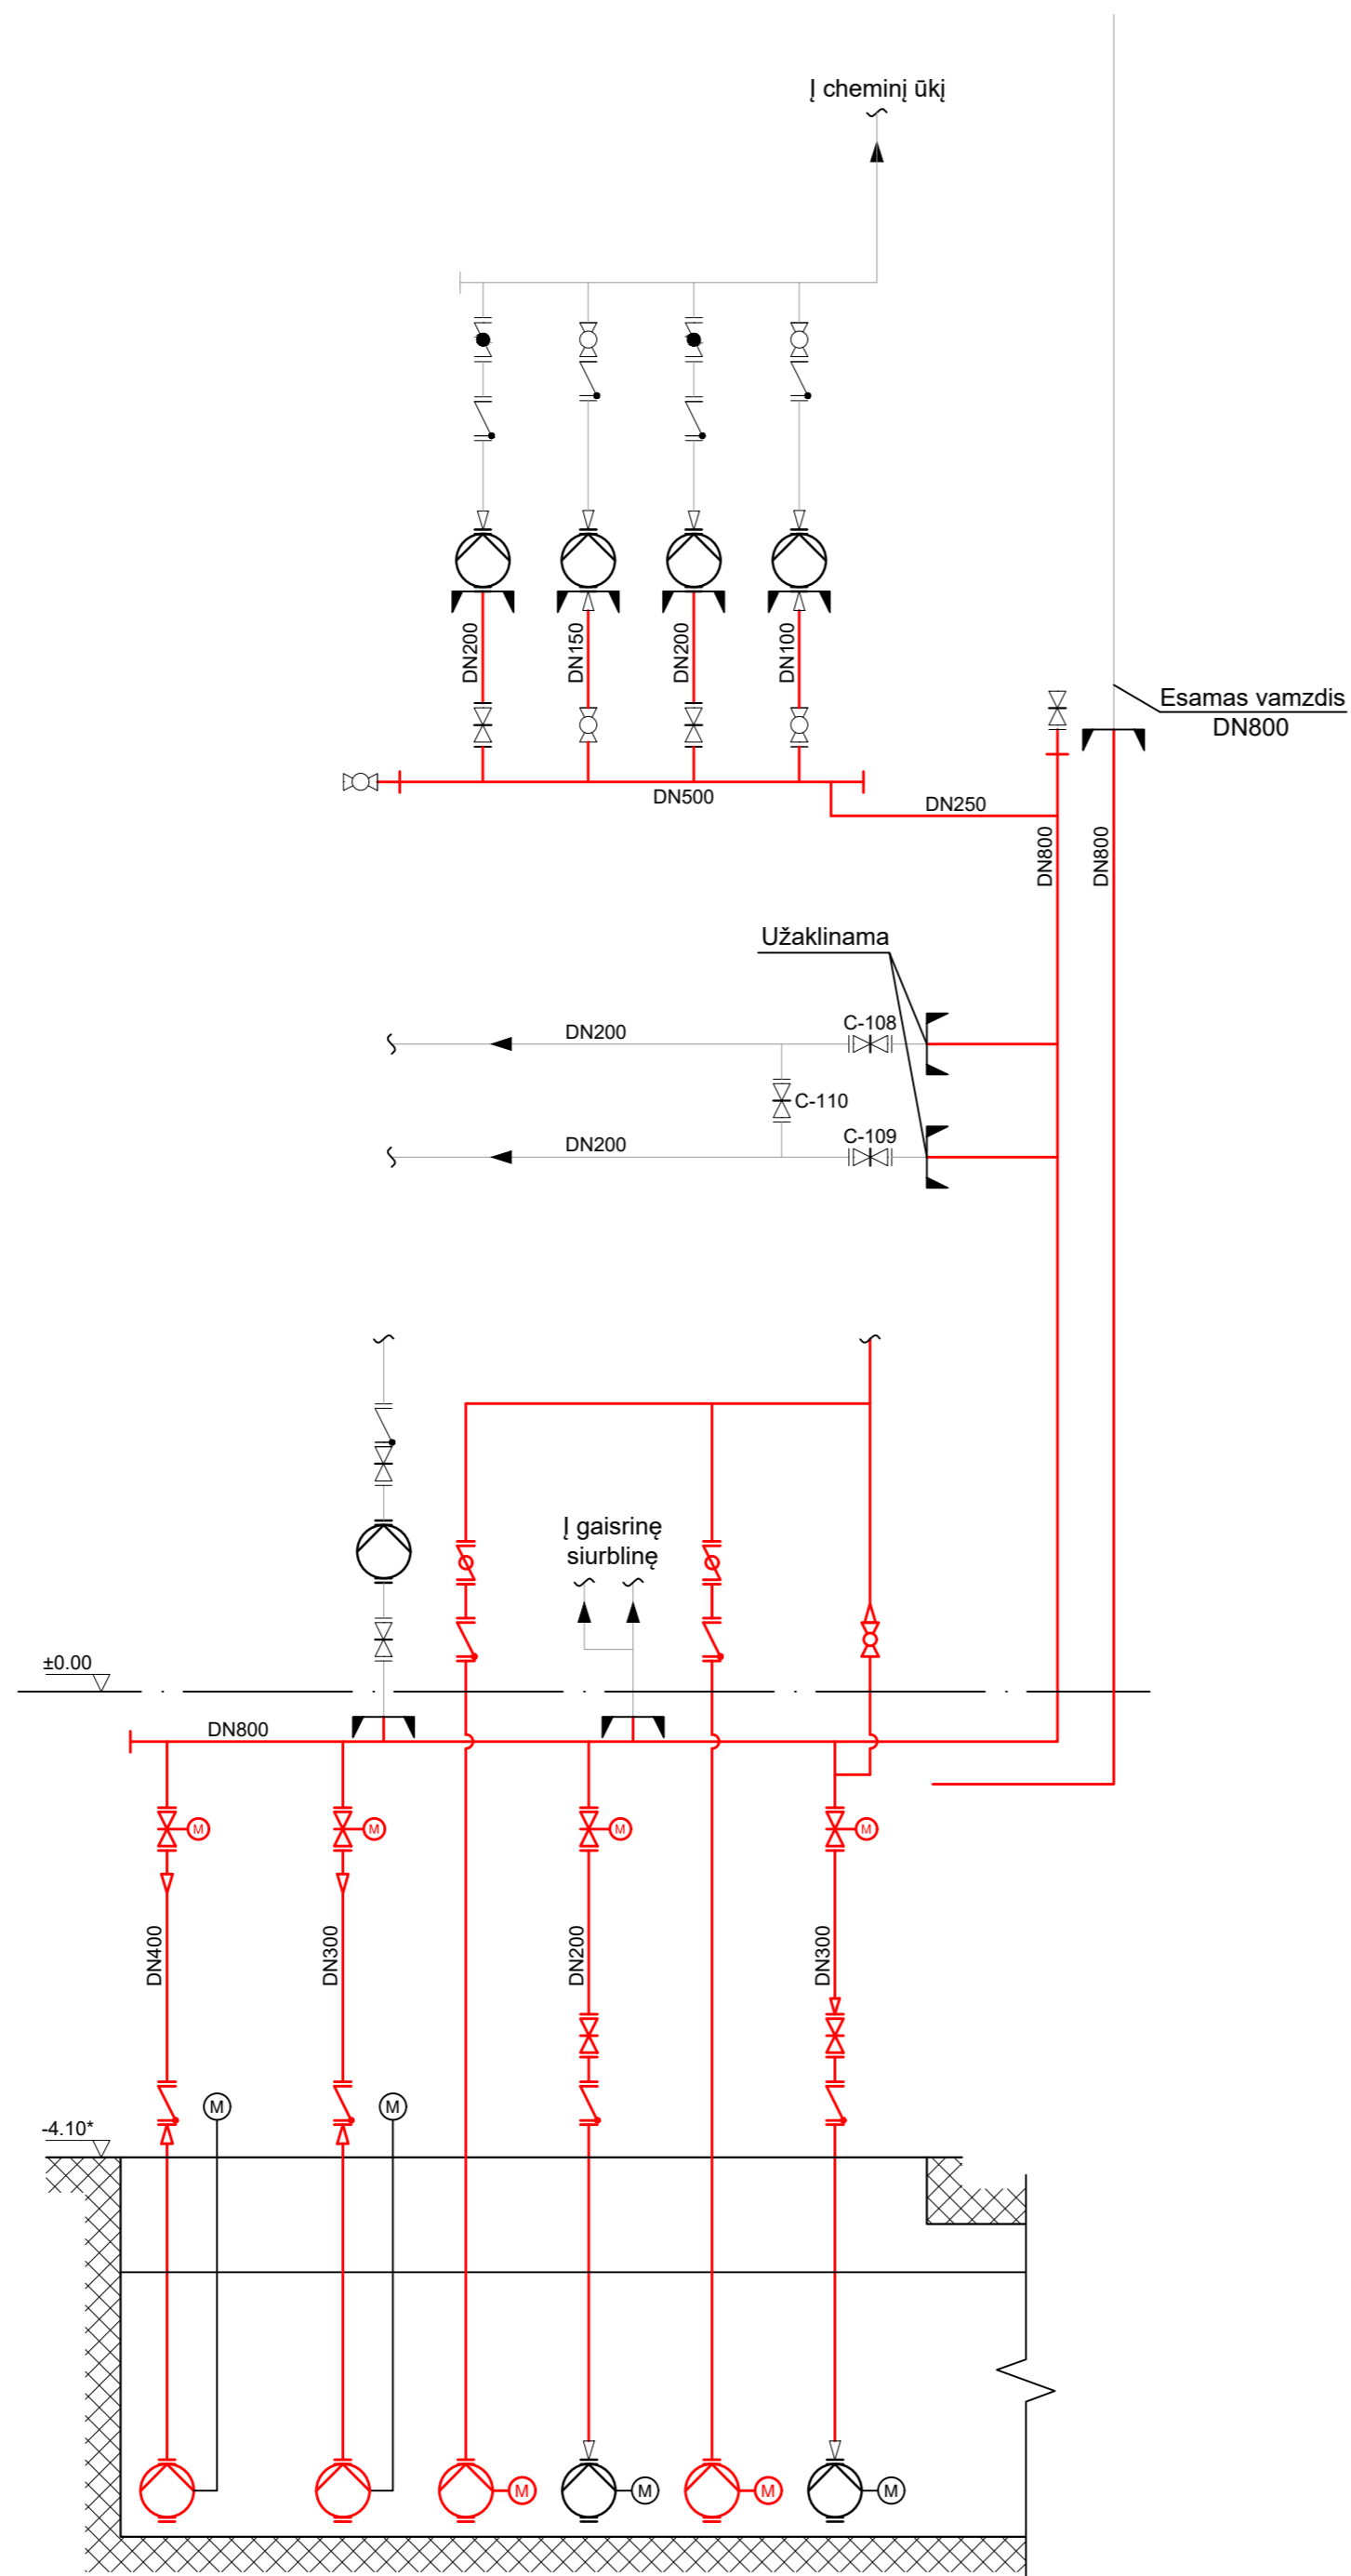 Į cheminį ūkį
DN200
DN150
DN200
DN100
Esamas vamzdis
DN800
DN500
DN250
DN800
DN800
Užaklinama
DN200
C-108
C-110
DN200
C-109
Į gaisrinę
siurblinę
±0.00
DN800
M
M
M
M
DN400
DN300
DN200
DN300
M
M
-4.10*
M
M
M
M